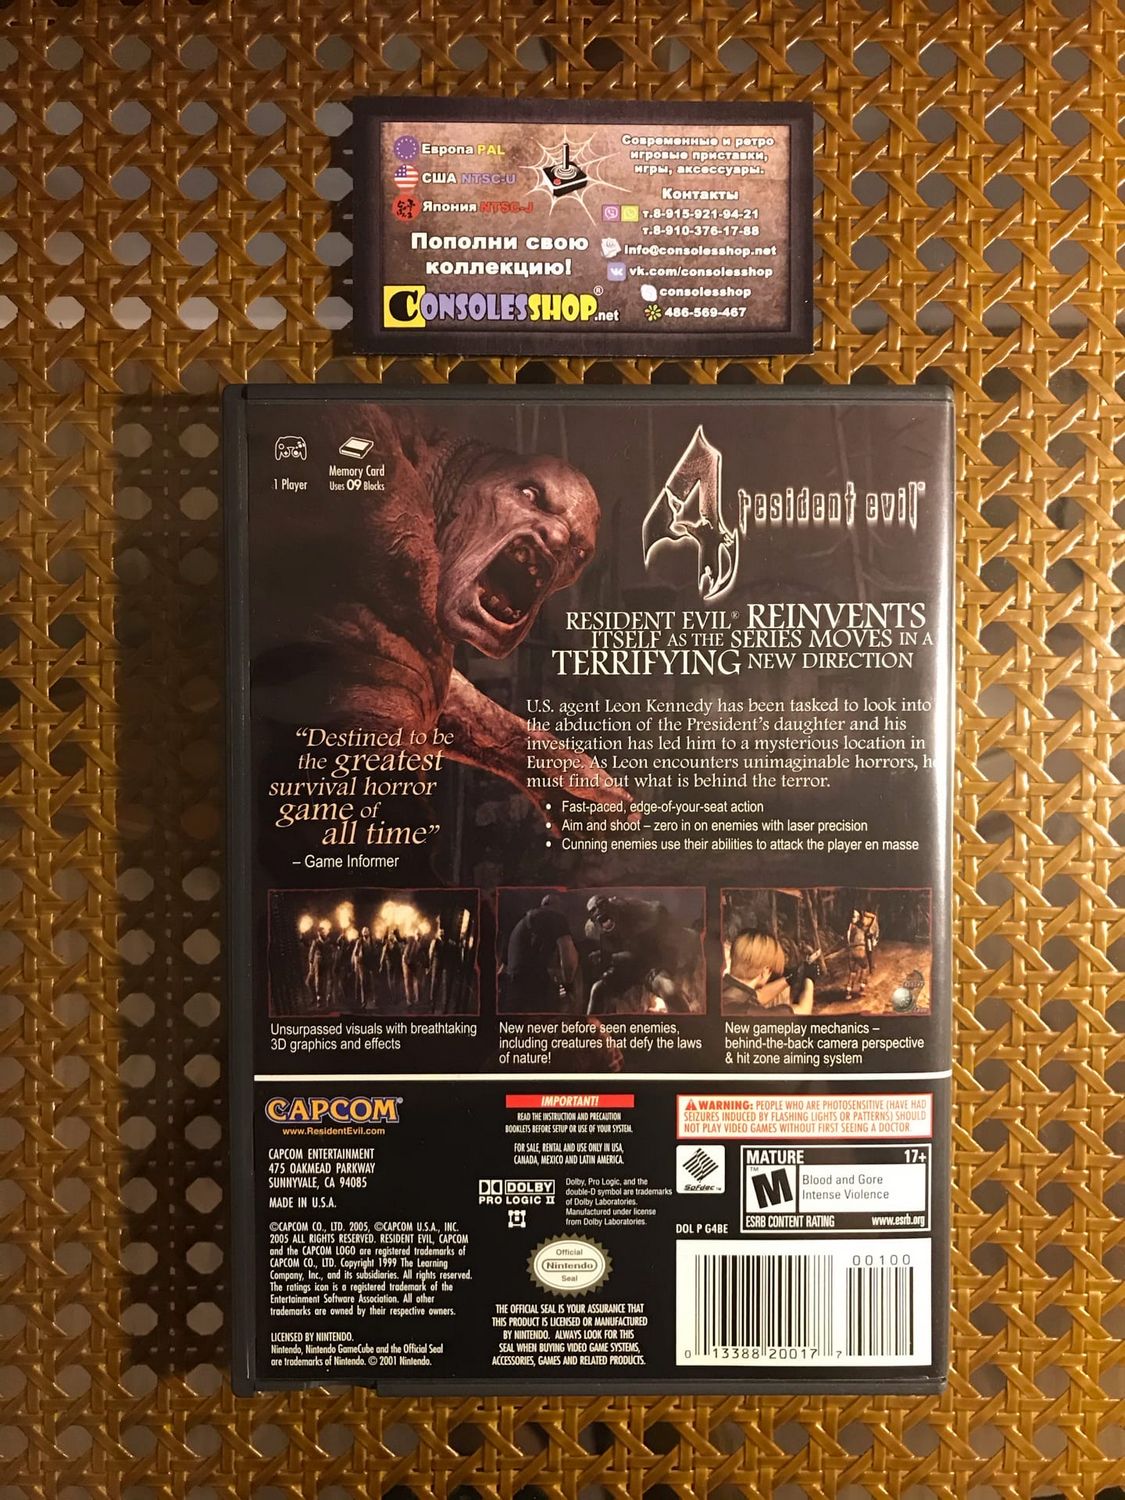 Европа PAL
США NTSC-U
Япония NTSC-J
Пополни свою
коллекцию!
CONSOLESSHOP®.net
Современные и ретро
игровые приставки,
игры, аксессуары.
Контакты
т.8-915-921-94-21
т.8-910-376-17-88
info@consolesshop.net
vk.com/consolesshop
consolesshop
486-569-467
1 Player
Memory Card
Uses 09 Blocks
4 resident evil
RESIDENT EVIL® REINVENTS
ITSELF AS THE SERIES MOVES IN A
TERRIFYING NEW DIRECTION
U.S. agent Leon Kennedy has been tasked to look into
the abduction of the President's daughter and his
investigation has led him to a mysterious location in
Europe. As Leon encounters unimaginable horrors, he
must find out what is behind the terror.
• Fast-paced, edge-of-your-seat action
• Aim and shoot – zero in on enemies with laser precision
• Cunning enemies use their abilities to attack the player en masse
“Destined to be
the greatest
survival horror
game of
all time”
– Game Informer
Unsurpassed visuals with breathtaking
3D graphics and effects
New never before seen enemies,
including creatures that defy the laws
of nature!
New gameplay mechanics –
behind-the-back camera perspective
& hit zone aiming system
CAPCOM®
www.ResidentEvil.com
CAPCOM ENTERTAINMENT
475 OAKMEAD PARKWAY
SUNNYVALE, CA 94085
MADE IN U.S.A.
©CAPCOM CO., LTD. 2005, ©CAPCOM U.S.A., INC.
2005 ALL RIGHTS RESERVED. RESIDENT EVIL, CAPCOM
and the CAPCOM LOGO are registered trademarks of
CAPCOM CO., LTD. Copyright 1999 The Learning
Company, Inc., and its subsidiaries. All rights reserved.
The ratings icon is a registered trademark of the
Entertainment Software Association. All other
trademarks are owned by their respective owners.
LICENSED BY NINTENDO.
Nintendo, Nintendo GameCube and the Official Seal
are trademarks of Nintendo. © 2001 Nintendo.
IMPORTANT!
READ THE INSTRUCTION AND PRECAUTION
BOOKLETS BEFORE SETUP OR USE OF YOUR SYSTEM.
FOR SALE, RENTAL AND USE ONLY IN USA,
CANADA, MEXICO AND LATIN AMERICA.
DOLBY
PRO LOGIC II
Dolby, Pro Logic, and the
double-D symbol are trademarks
of Dolby Laboratories.
Manufactured under license
from Dolby Laboratories.
Official
Nintendo
Seal
THE OFFICIAL SEAL IS YOUR ASSURANCE THAT
THIS PRODUCT IS LICENSED OR MANUFACTURED
BY NINTENDO. ALWAYS LOOK FOR THIS
SEAL WHEN BUYING VIDEO GAME SYSTEMS,
ACCESSORIES, GAMES AND RELATED PRODUCTS.
WARNING: PEOPLE WHO ARE PHOTOSENSITIVE (HAVE HAD
SEIZURES INDUCED BY FLASHING LIGHTS OR PATTERNS) SHOULD
NOT PLAY VIDEO GAMES WITHOUT FIRST SEEING A DOCTOR.
SofDec™
DOL P G4BE
MATURE 17+
M
Blood and Gore
Intense Violence
ESRB CONTENT RATING www.esrb.org
00100
0 13388 20017 7